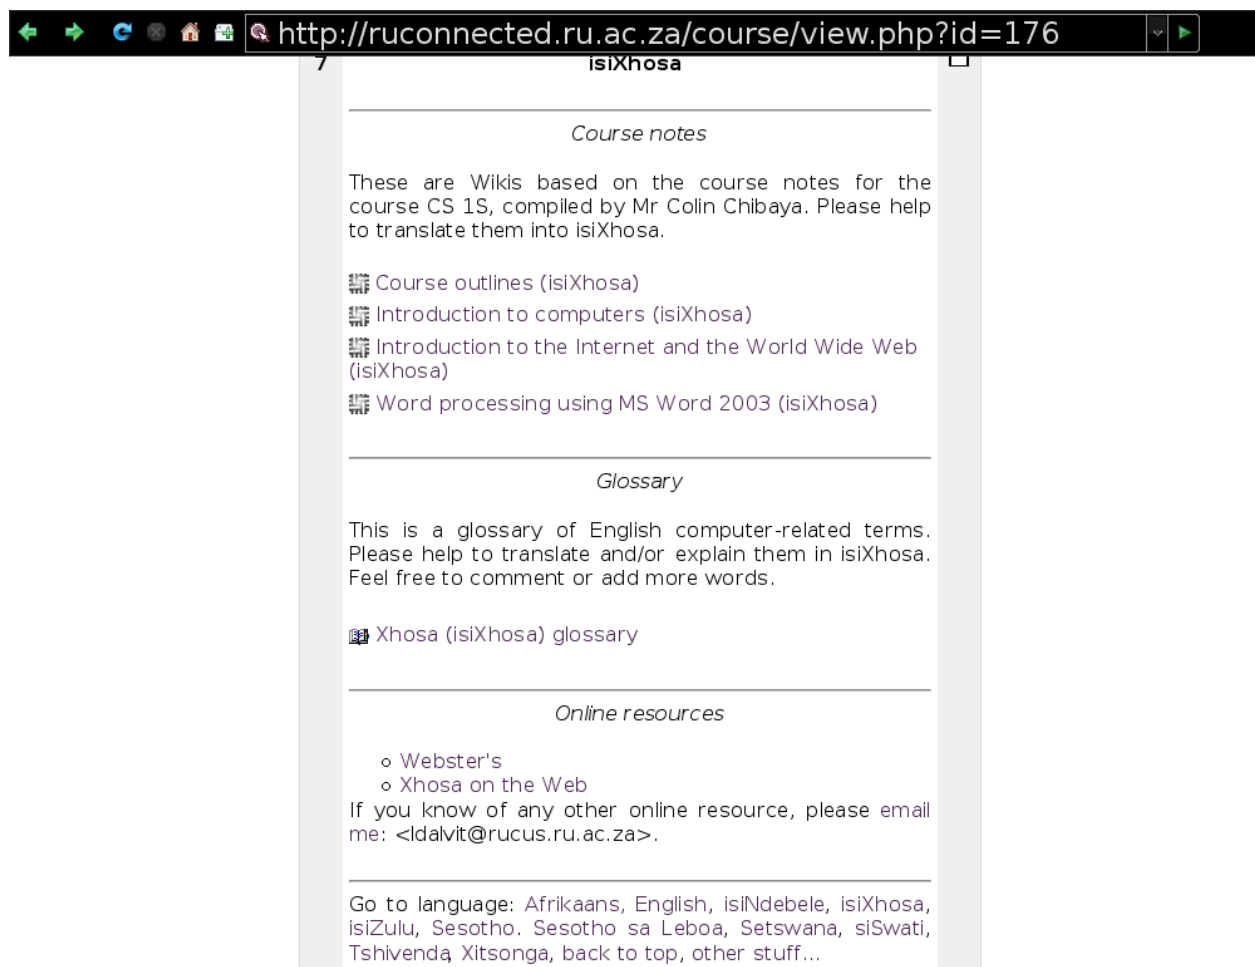 http://ruconnected.ru.ac.za/course/view.php?id=176
7 isiXhosa
Course notes
These are Wikis based on the course notes for the
course CS 1S, compiled by Mr Colin Chibaya. Please help
to translate them into isiXhosa.
Course outlines (isiXhosa)
Introduction to computers (isiXhosa)
Introduction to the Internet and the World Wide Web
(isiXhosa)
Word processing using MS Word 2003 (isiXhosa)
Glossary
This is a glossary of English computer-related terms.
Please help to translate and/or explain them in isiXhosa.
Feel free to comment or add more words.
Xhosa (isiXhosa) glossary
Online resources
Webster's
Xhosa on the Web
If you know of any other online resource, please email
me: <ldalvit@rucus.ru.ac.za>.
Go to language: Afrikaans, English, isiNdebele, isiXhosa,
isiZulu, Sesotho. Sesotho sa Leboa, Setswana, siSwati,
Tshivenda, Xitsonga, back to top, other stuff...